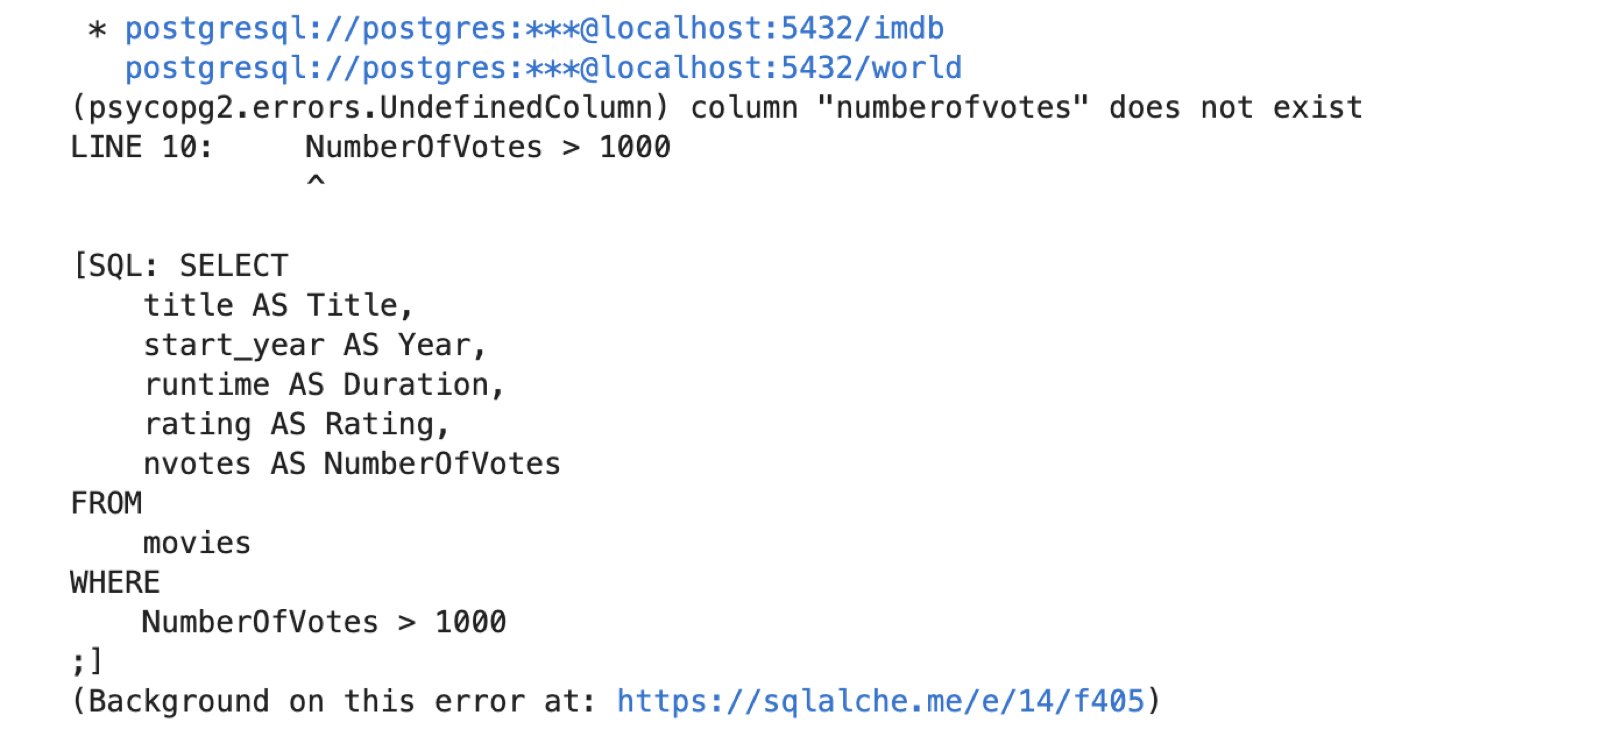 * postgresql://postgres:***@localhost:5432/imdb
postgresql://postgres:***@localhost:5432/world
(psycopg2.errors.UndefinedColumn) column "numberofvotes" does not exist
LINE 10:     NumberOfVotes > 1000
^
[SQL: SELECT
title AS Title,
start_year AS Year,
runtime AS Duration,
rating AS Rating,
nvotes AS NumberOfVotes
FROM
movies
WHERE
NumberOfVotes > 1000
;]
(Background on this error at: https://sqlalche.me/e/14/f405)